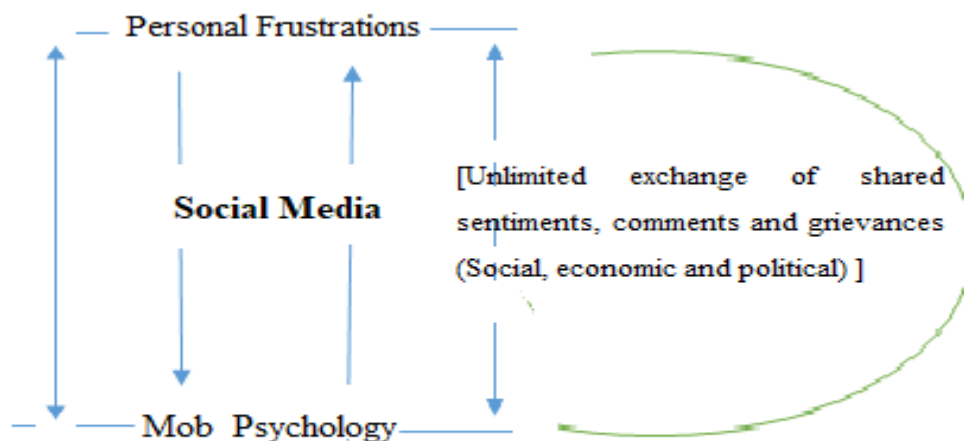 Personal Frustrations
[Unlimited exchange of shared
Social Media
sentiments, comments and grievances
(Social, economic and political) ]
Mob Psychology